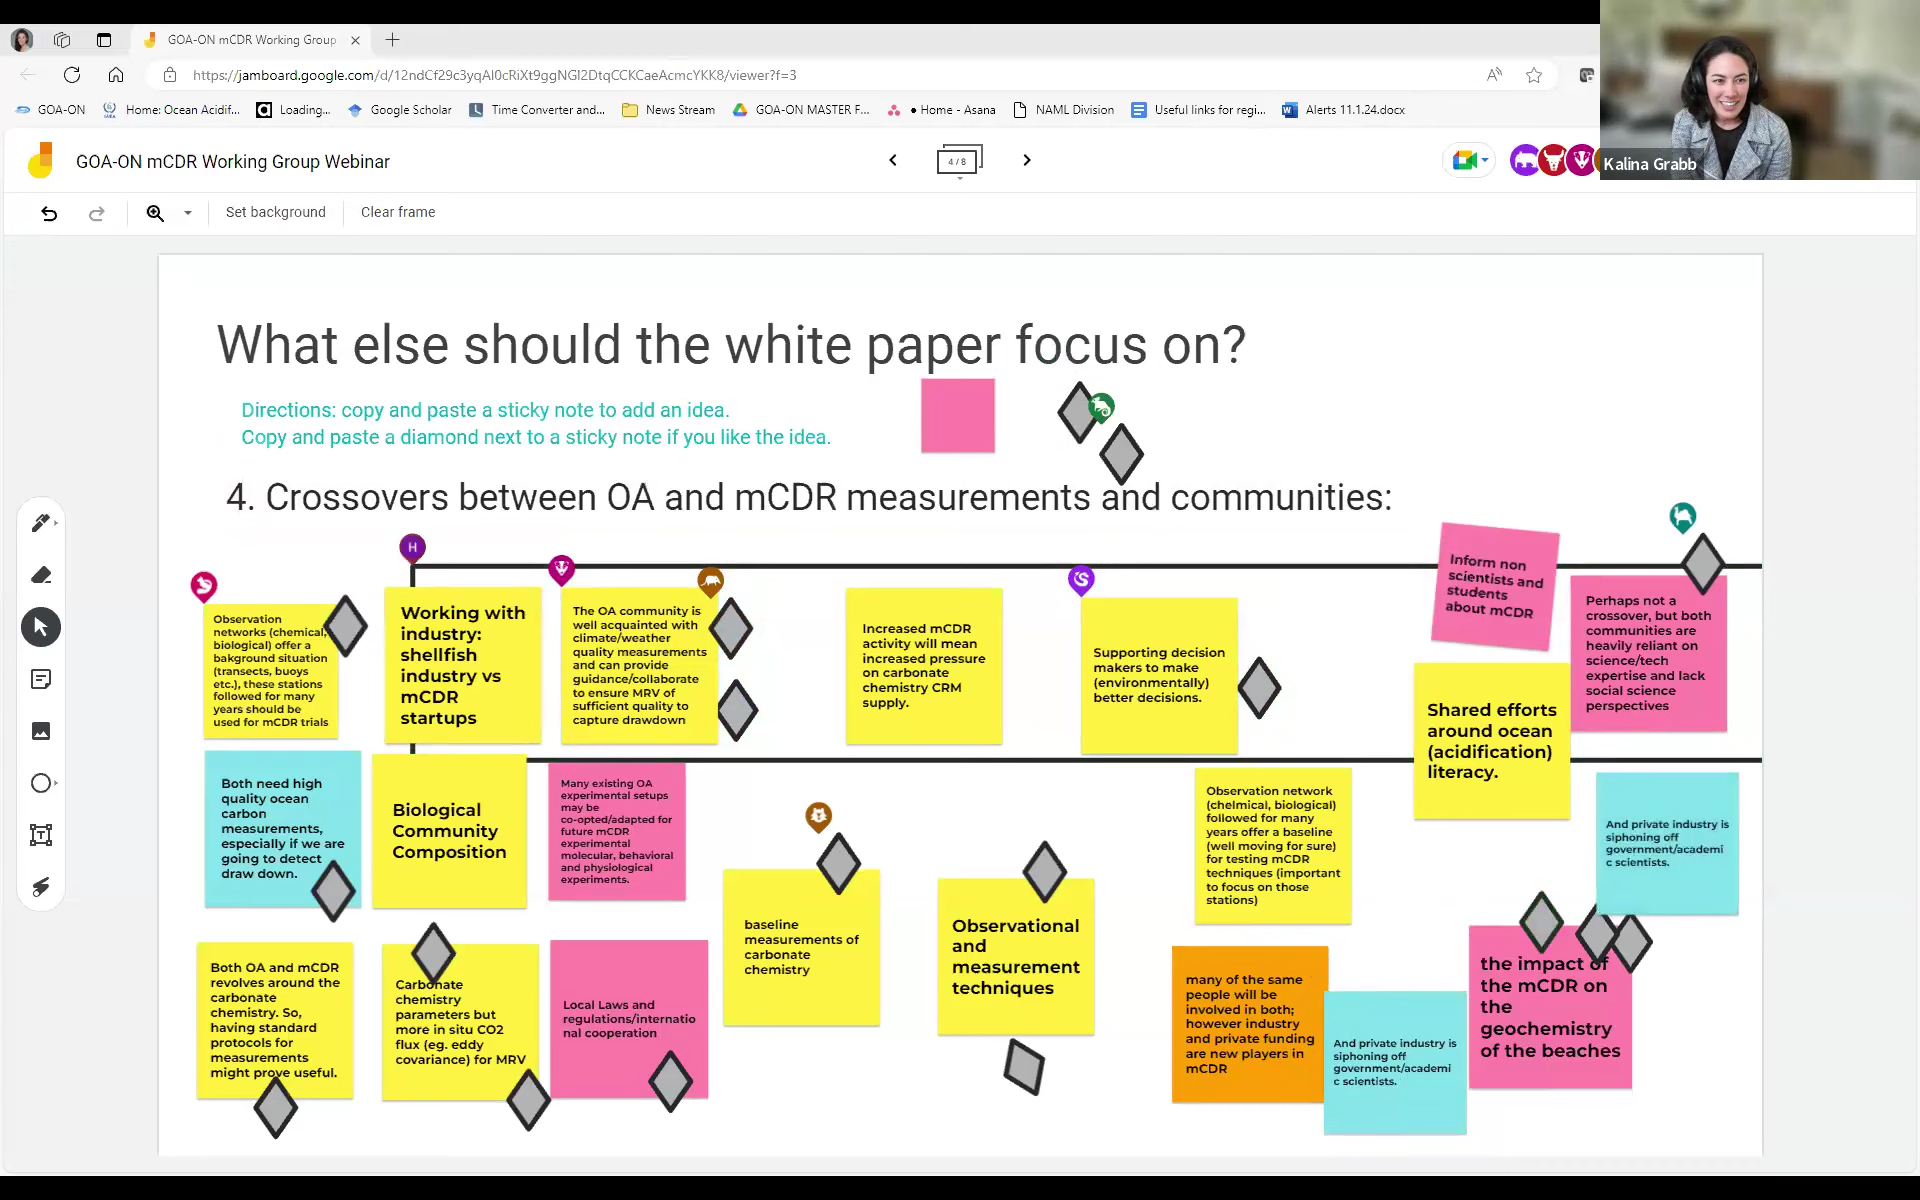 GOA-ON mCDR Working Group
https://jamboard.google.com/d/12ndCf29c3yqAI0cRiXt9ggNGl2DtqCCKCaeAcmcYKK8/viewer?f=3
GOA-ON
Home: Ocean Acidif...
Loading...
Google Scholar
Time Converter and...
News Stream
GOA-ON MASTER F...
Home - Asana
NAML Division
Useful links for regi...
Alerts 11.1.24.docx
Kalina Grabb
GOA-ON mCDR Working Group Webinar
4 / 8
Set background
Clear frame
What else should the white paper focus on?
Directions: copy and paste a sticky note to add an idea.
Copy and paste a diamond next to a sticky note if you like the idea.
4. Crossovers between OA and mCDR measurements and communities:
H
Observation
networks (chemical,
biological) offer a
bakground situation
(transects, buoys
etc.), these stations
followed for many
years should be
used for mCDR trials
Working with
industry:
shellfish
industry vs
mCDR
startups
The OA community is
well acquainted with
climate/weather
quality measurements
and can provide
guidance/collaborate
to ensure MRV of
sufficient quality to
capture drawdown
Increased mCDR
activity will mean
increased pressure
on carbonate
chemistry CRM
supply.
Supporting decision
makers to make
(environmentally)
better decisions.
Inform non
scientists and
students
about mCDR
Perhaps not a
crossover, but both
communities are
heavily reliant on
science/tech
expertise and lack
social science
perspectives
Shared efforts
around ocean
(acidification)
literacy.
Both need high
quality ocean
carbon
measurements,
especially if we are
going to detect
draw down.
Biological
Community
Composition
Many existing OA
experimental setups
may be
co-opted/adapted for
future mCDR
experimental
molecular, behavioral
and physiological
experiments.
baseline
measurements of
carbonate
chemistry
Observational
and
measurement
techniques
Observation network
(chelmical, biological)
followed for many
years offer a baseline
(well moving for sure)
for testing mCDR
techniques (important
to focus on those
stations)
And private industry is
siphoning off
government/academi
c scientists.
Both OA and mCDR
revolves around the
carbonate
chemistry. So,
having standard
protocols for
measurements
might prove useful.
Carbonate
chemistry
parameters but
more in situ CO2
flux (eg. eddy
covariance) for MRV
Local Laws and
regulations/internatio
nal cooperation
many of the same
people will be
involved in both;
however industry
and private funding
are new players in
mCDR
And private industry is
siphoning off
government/academi
c scientists.
the impact of
the mCDR on
the
geochemistry
of the beaches